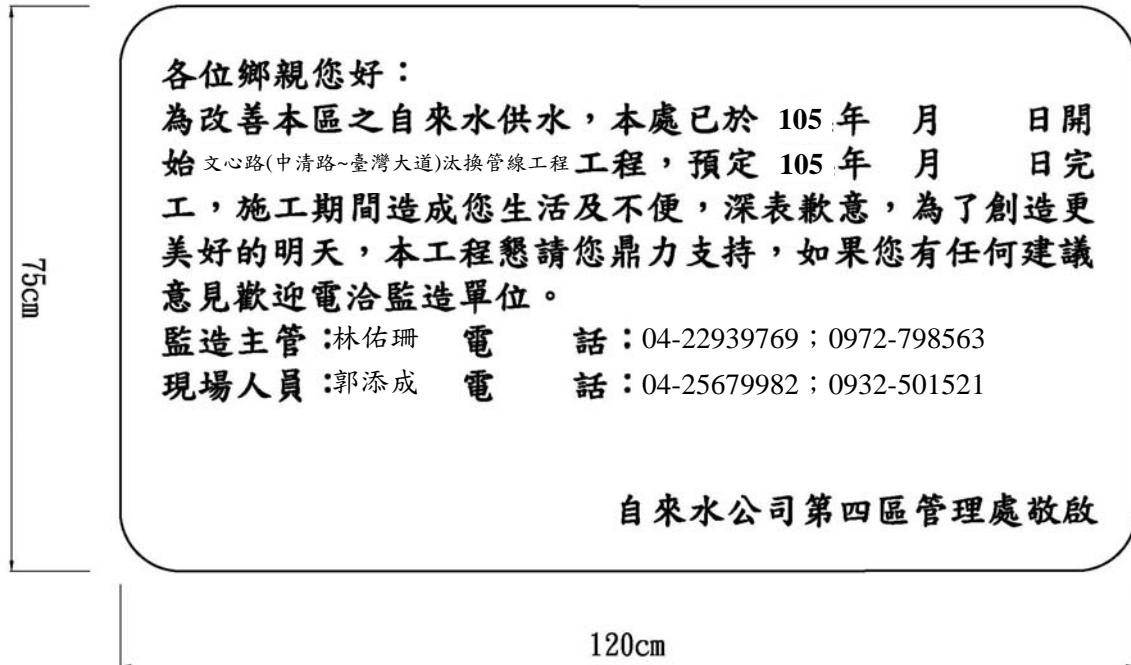 各位鄉親您好：
為改善本區之自來水供水，本處已於 105 年 月 日開
始文心路(中清路~臺灣大道)汰換管線工程工程，預定 105 年 月 日完
工，施工期間造成您生活及不便，深表歉意，為了創造更
美好的明天，本工程懇請您鼎力支持，如果您有任何建議
意見歡迎電洽監造單位。
監造主管：林佑珊 電 話：04-22939769；0972-798563
現場人員：郭添成 電 話：04-25679982；0932-501521
自來水公司第四區管理處敬啟
75cm
120cm